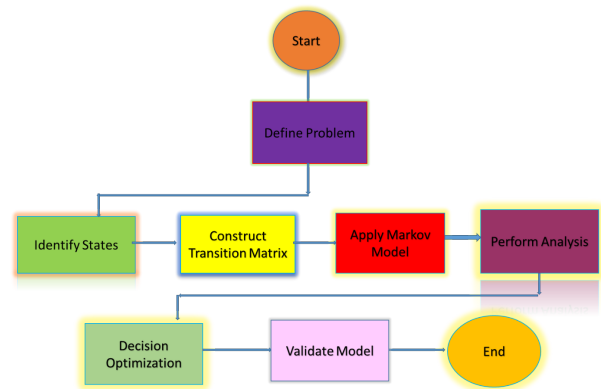 Start
Define Problem
Identify States
Construct
Transition Matrix
Apply Markov
Model
Perform Analysis
Decision
Optimization
Validate Model
End